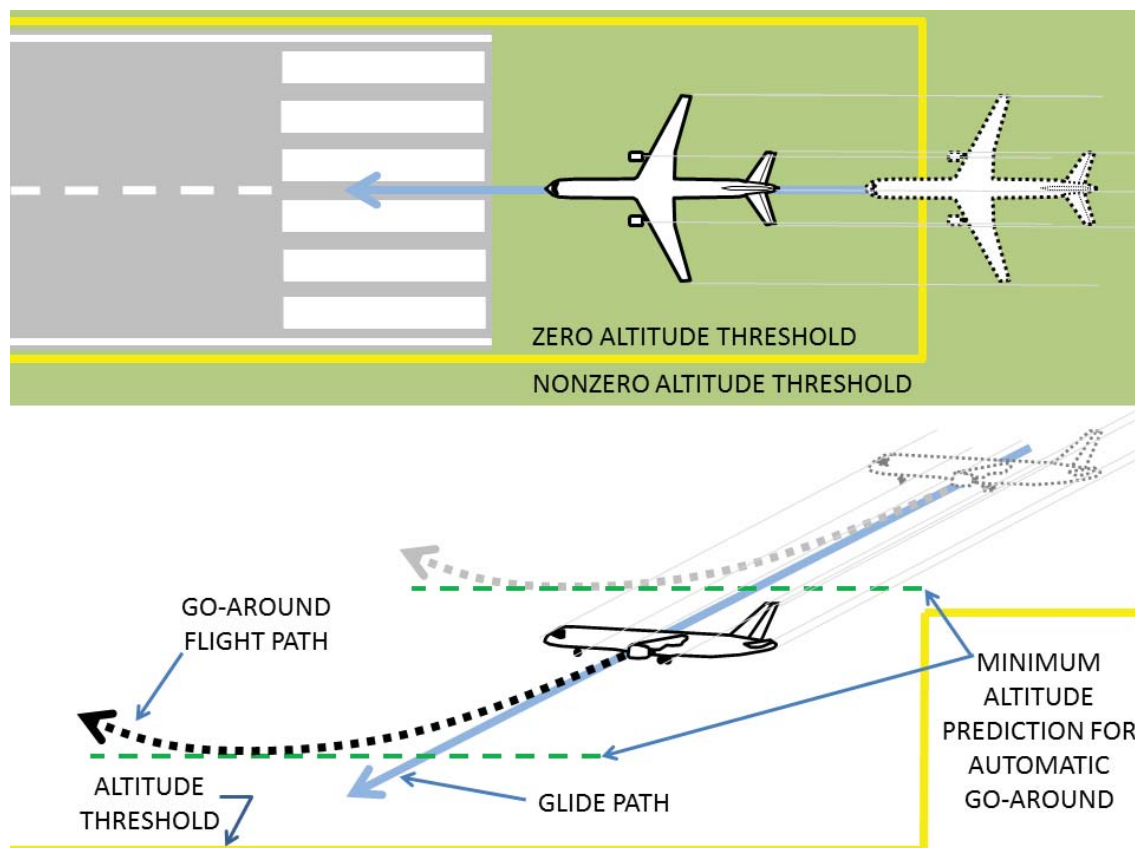 ZERO ALTITUDE THRESHOLD
NONZERO ALTITUDE THRESHOLD
GO-AROUND
FLIGHT PATH
MINIMUM
ALTITUDE
PREDICTION FOR
AUTOMATIC
GO-AROUND
ALTITUDE
THRESHOLD
GLIDE PATH